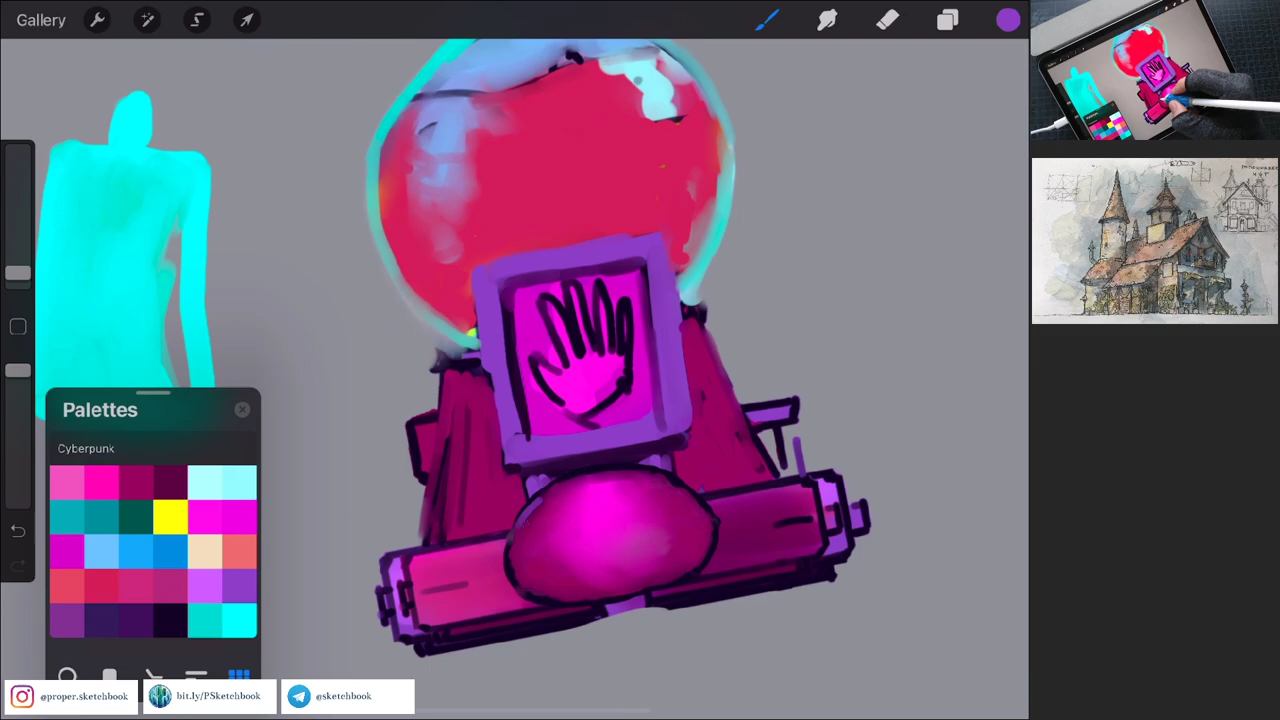 Gallery
Palettes
Cyberpunk
@proper.sketchbook
bit.ly/PSketchbook
@sketchbook